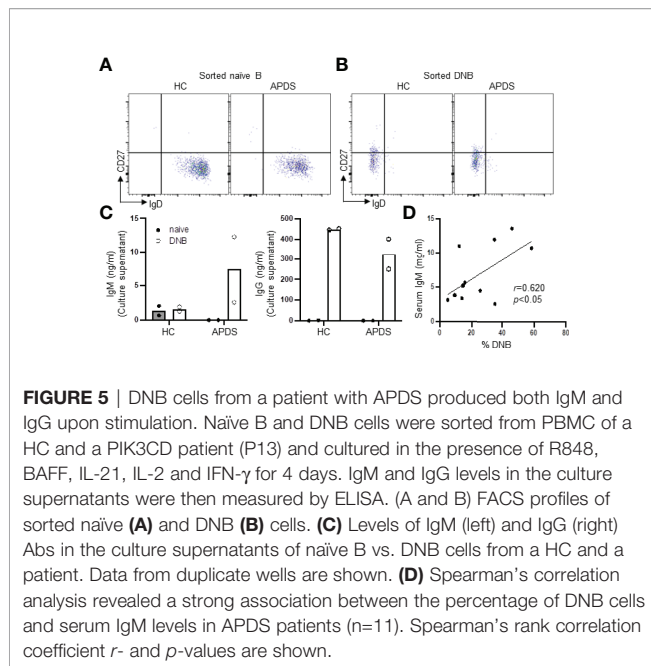 A
B
Sorted naïve B
Sorted DNB
HC
APDS
HC
APDS
CD27
IgD
CD27
IgD
C
D
naïve
DNB
IgM (ng/ml)
(Culture supernatant)
15
10
5
0
HC
APDS
IgG (ng/ml)
(Culture supernatant)
500
400
300
200
100
0
HC
APDS
Serum IgM (mg/ml)
15
10
5
0
r=0.620
p<0.05
0 20 40 60 80
% DNB
FIGURE 5 | DNB cells from a patient with APDS produced both IgM and
IgG upon stimulation. Naïve B and DNB cells were sorted from PBMC of a
HC and a PIK3CD patient (P13) and cultured in the presence of R848,
BAFF, IL-21, IL-2 and IFN-γ for 4 days. IgM and IgG levels in the culture
supernatants were then measured by ELISA. (A and B) FACS profiles of
sorted naïve (A) and DNB (B) cells. (C) Levels of IgM (left) and IgG (right)
Abs in the culture supernatants of naïve B vs. DNB cells from a HC and a
patient. Data from duplicate wells are shown. (D) Spearman's correlation
analysis revealed a strong association between the percentage of DNB cells
and serum IgM levels in APDS patients (n=11). Spearman's rank correlation
coefficient r- and p-values are shown.